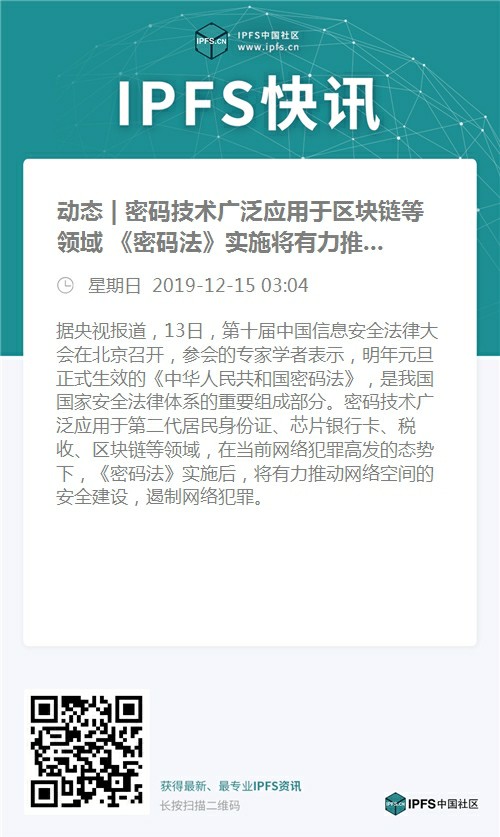 IPFS.CN
IPFS中国社区
www.ipfs.cn
IPFS快讯
动态 | 密码技术广泛应用于区块链等
领域 《密码法》实施将有力推...
星期日 2019-12-15 03:04
据央视报道，13日，第十届中国信息安全法律大
会在北京召开，参会的专家学者表示，明年元旦
正式生效的《中华人民共和国密码法》，是我国
国家安全法律体系的重要组成部分。密码技术广
泛应用于第二代居民身份证、芯片银行卡、税
收、区块链等领域，在当前网络犯罪高发的态势
下，《密码法》实施后，将有力推动网络空间的
安全建设，遏制网络犯罪。
获得最新、最专业IPFS资讯
长按扫描二维码
IPFS.CN
IPFS中国社区